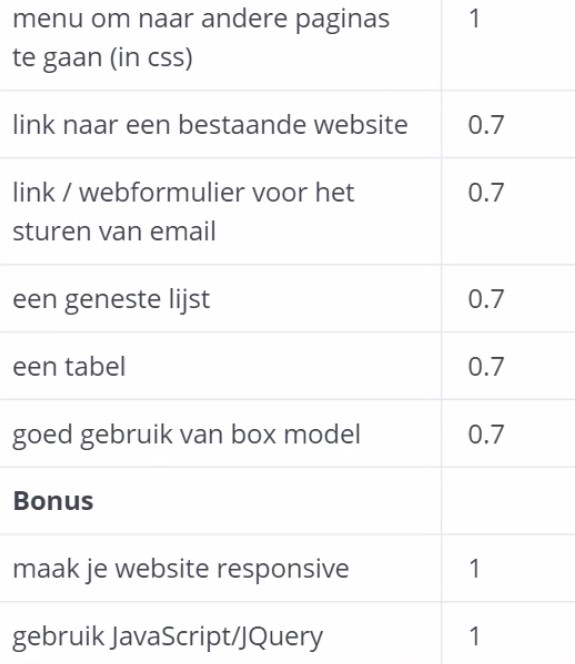 menu om naar andere paginas 1
te gaan (in css)
link naar een bestaande website 0.7
link / webformulier voor het 0.7
sturen van email
een geneste lijst 0.7
een tabel 0.7
goed gebruik van box model 0.7
Bonus
maak je website responsive 1
gebruik JavaScript/JQuery 1